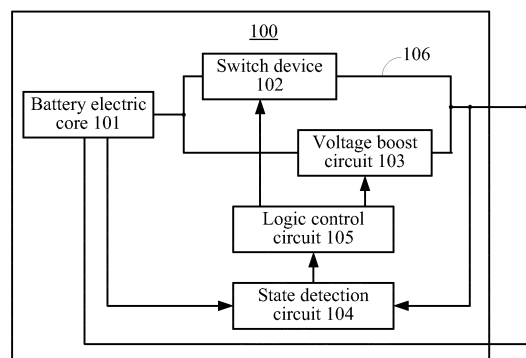 100
106
Switch device
102
Battery electric
core 101
Voltage boost
circuit 103
Logic control
circuit 105
State detection
circuit 104